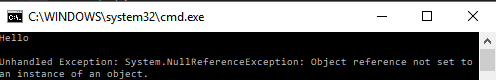 C:\WINDOWS\system32\cmd.exe
Hello
Unhandled Exception: System.NullReferenceException: Object reference not set to
an instance of an object.